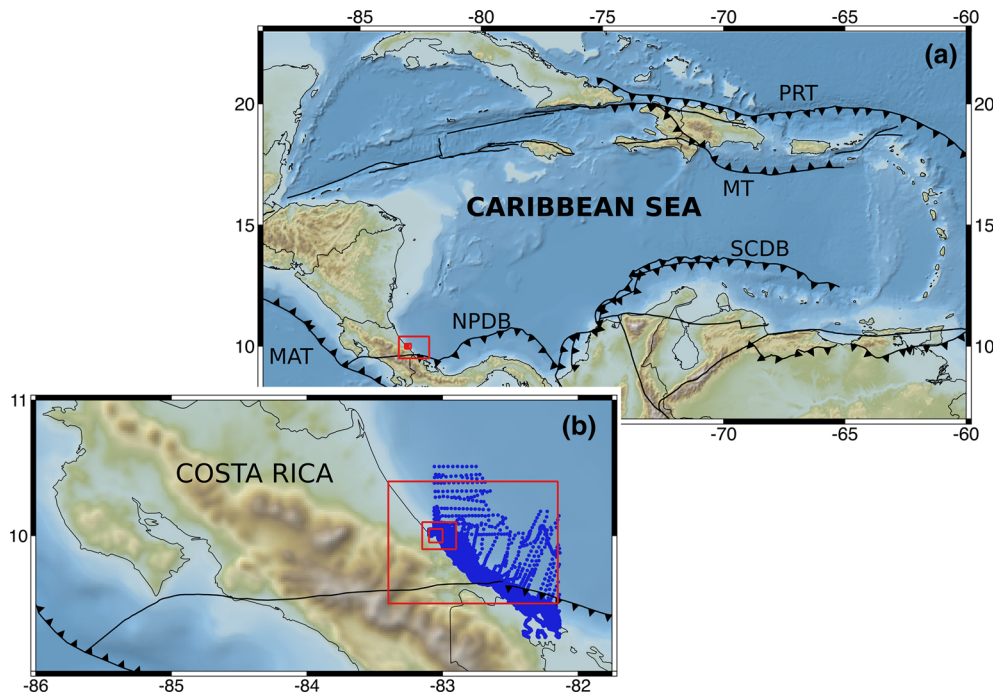 -85 -80 -75 -70 -65 -60
(a)
PRT
20 20
MT
CARIBBEAN SEA
15 15
SCDB
NPDB
MAT
10 10
-70 -65 -60
11
(b)
COSTA RICA
10
-86 -85 -84 -83 -82